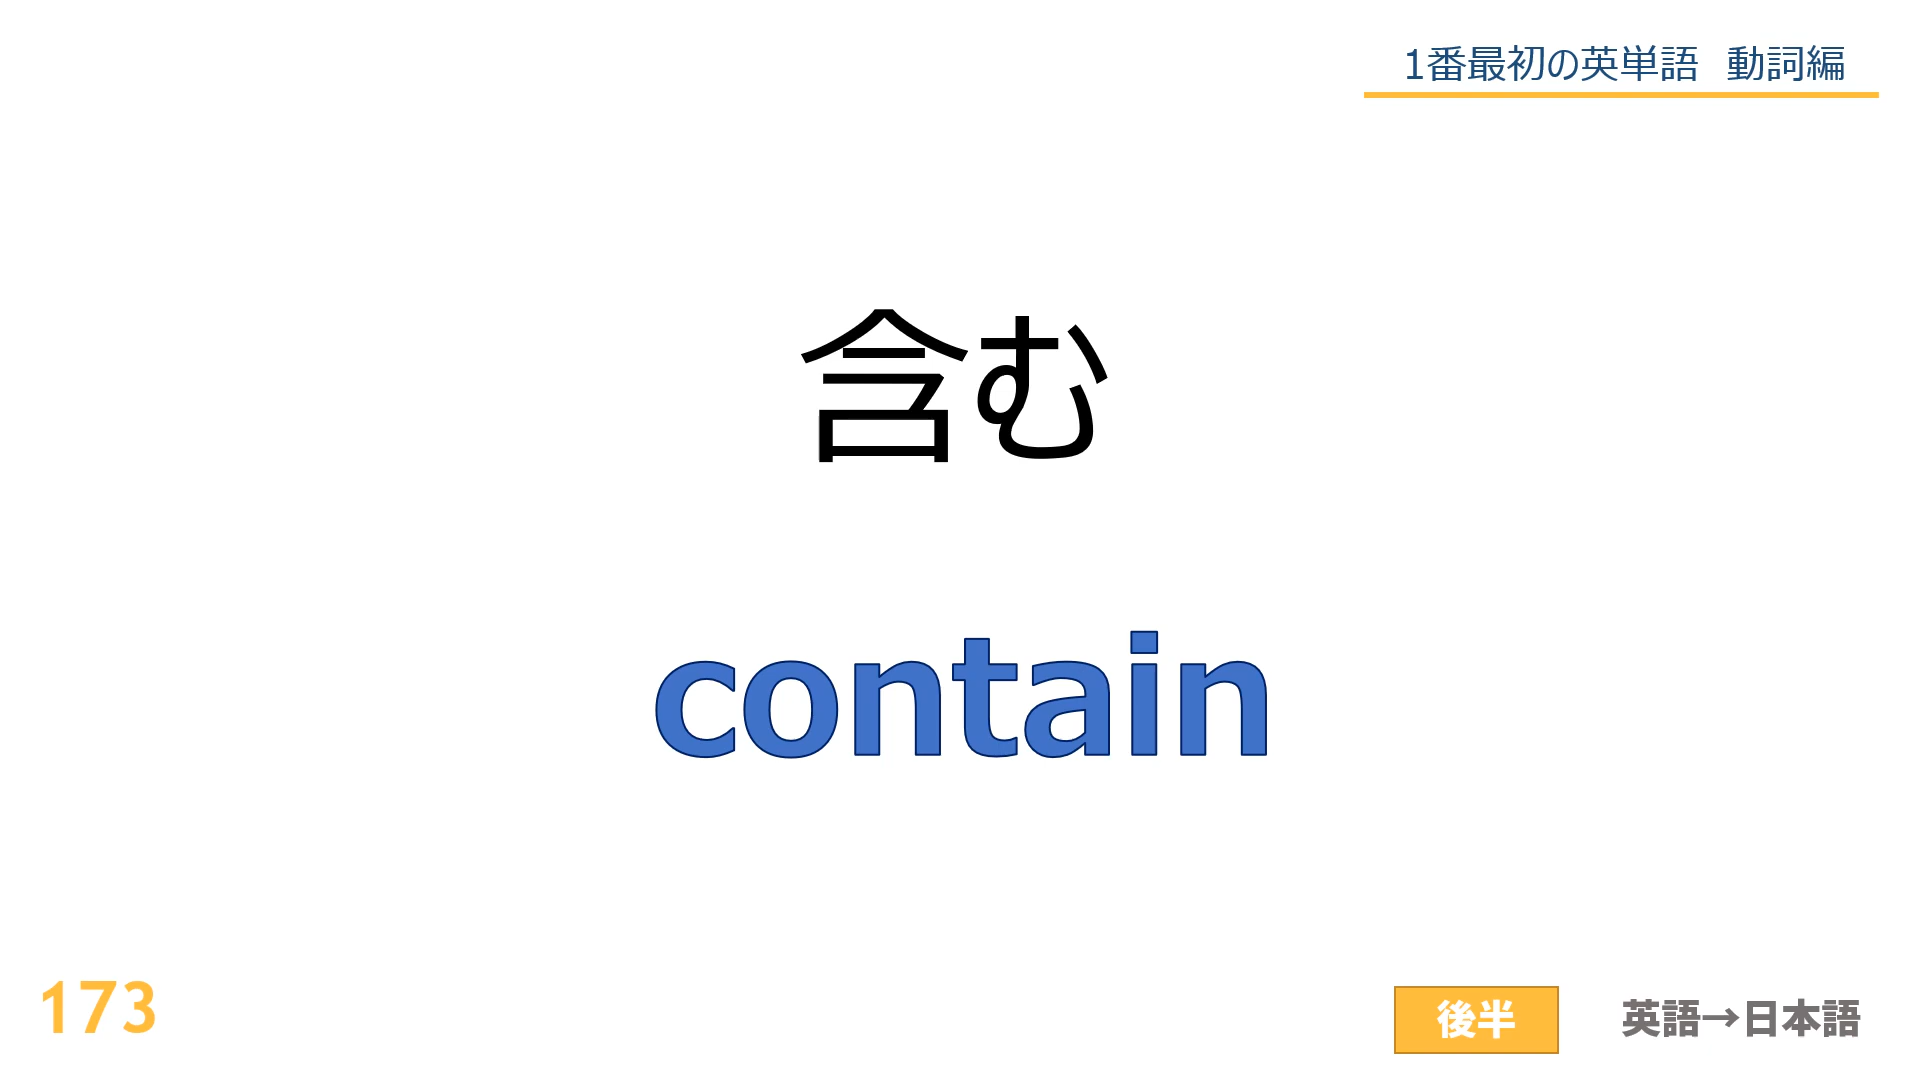 1番最初の英単語　動詞編
含む
contain
173
後半
英語→日本語